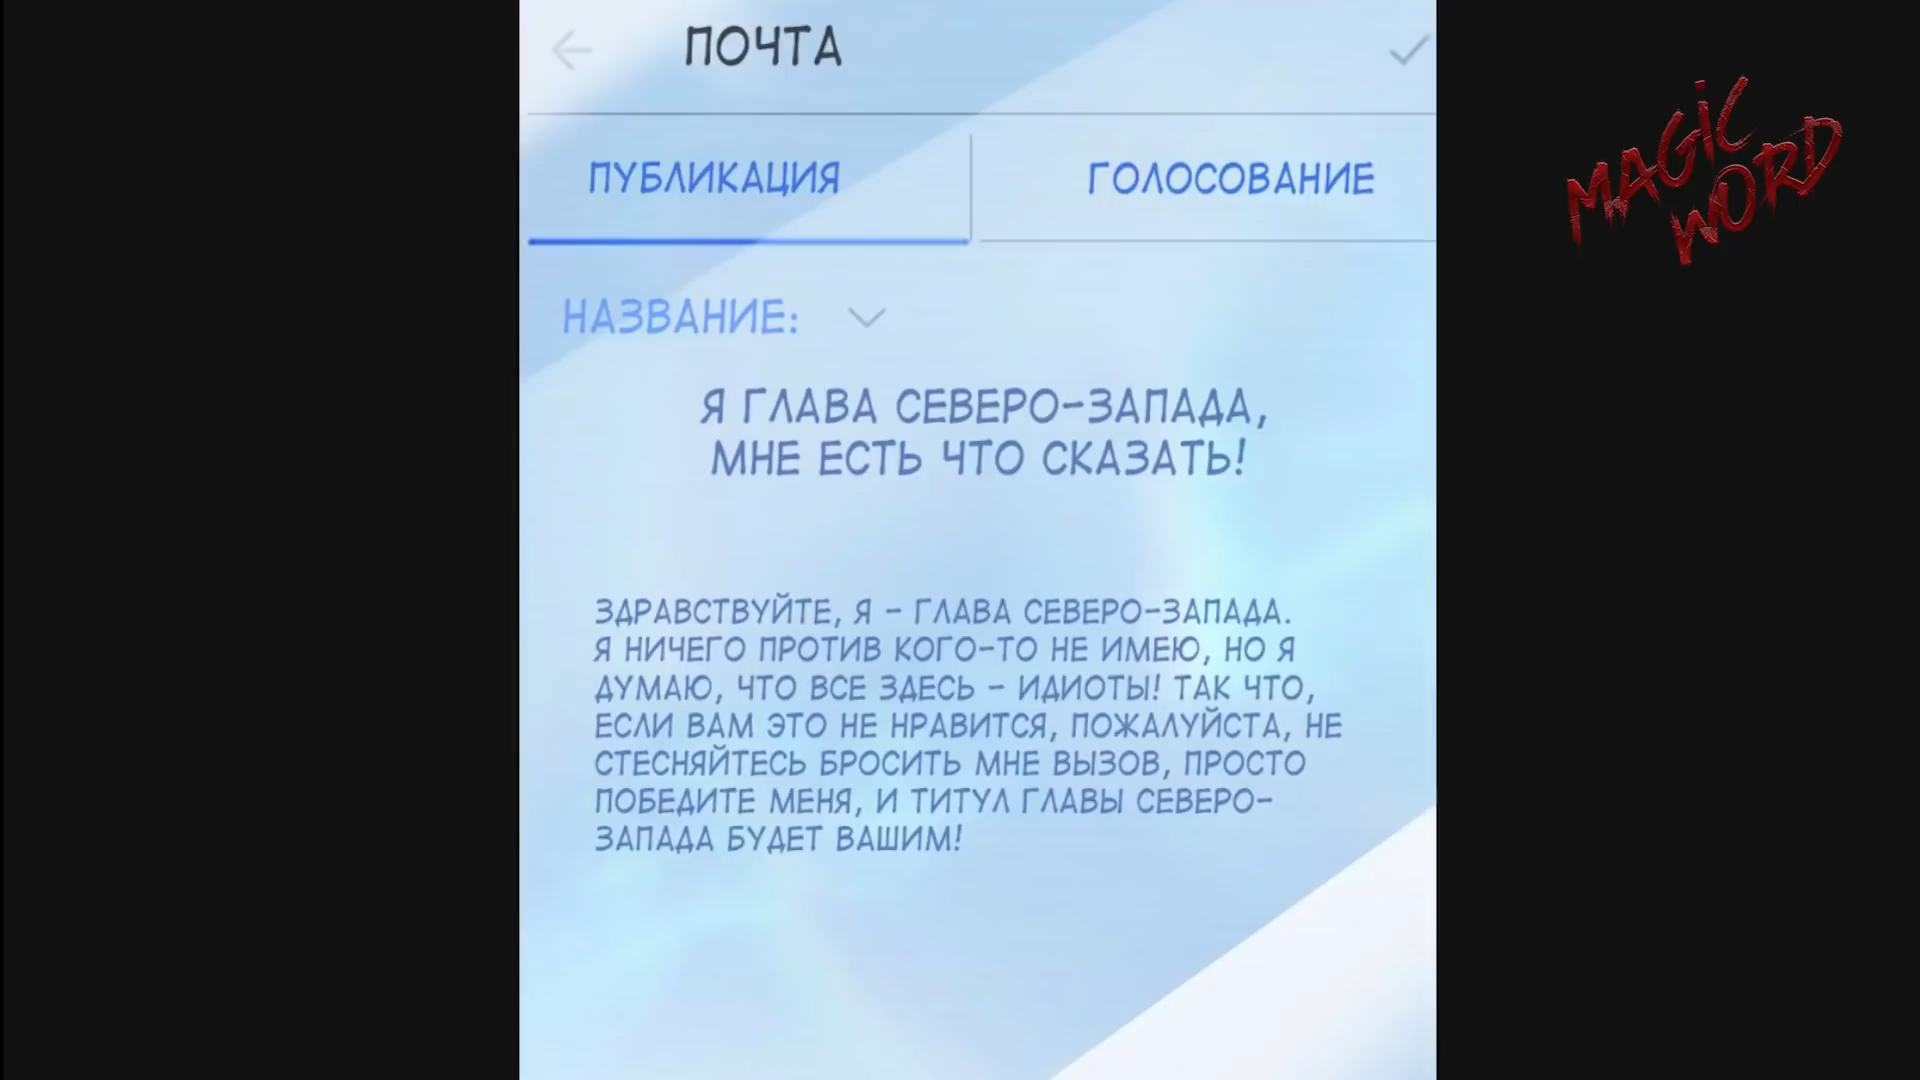 ПОЧТА
ПУБЛИКАЦИЯ
ГОЛОСОВАНИЕ
НАЗВАНИЕ:
Я ГЛАВА СЕВЕРО-ЗАПАДА,
МНЕ ЕСТЬ ЧТО СКАЗАТЬ!
ЗДРАВСТВУЙТЕ, Я - ГЛАВА СЕВЕРО-ЗАПАДА.
Я НИЧЕГО ПРОТИВ КОГО-ТО НЕ ИМЕЮ, НО Я
ДУМАЮ, ЧТО ВСЕ ЗДЕСЬ - ИДИОТЫ! ТАК ЧТО,
ЕСЛИ ВАМ ЭТО НЕ НРАВИТСЯ, ПОЖАЛУЙСТА, НЕ
СТЕСНЯЙТЕСЬ БРОСИТЬ МНЕ ВЫЗОВ, ПРОСТО
ПОБЕДИТЕ МЕНЯ, И ТИТУЛ ГЛАВЫ СЕВЕРО-
ЗАПАДА БУДЕТ ВАШИМ!
MAGIC
WORD